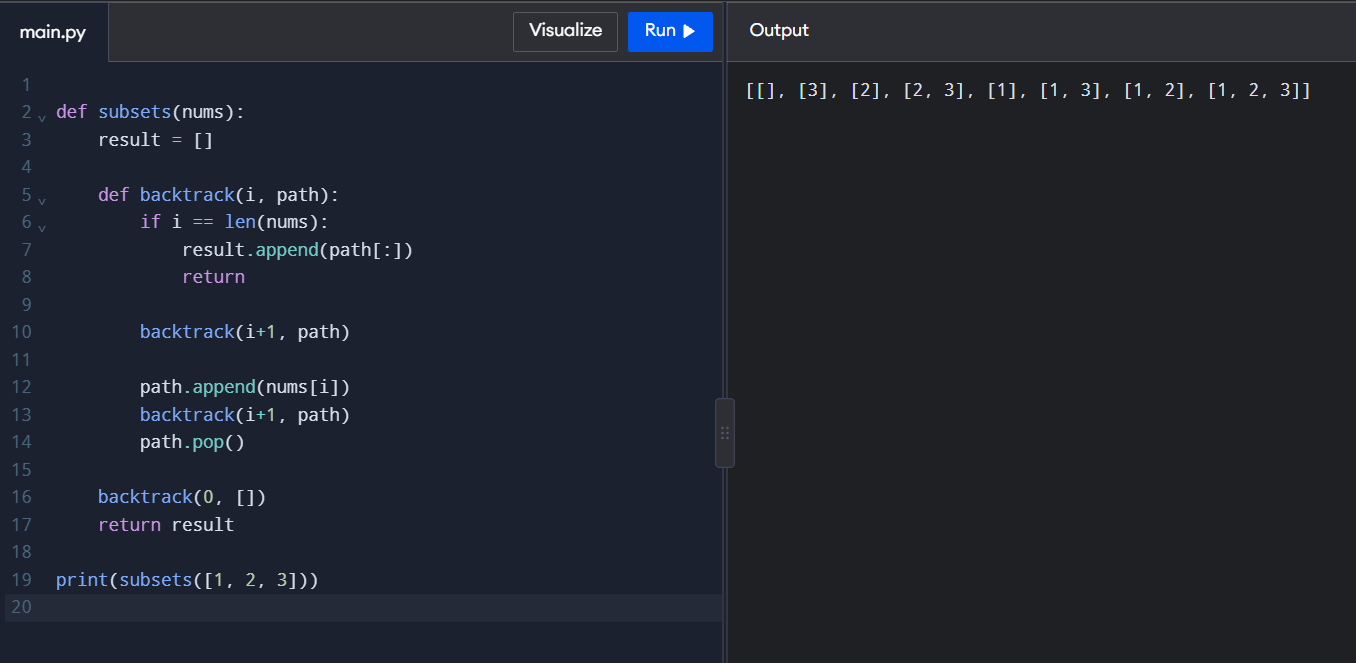 main.py
Visualize
Run
Output
1
2 def subsets(nums):
3     result = []
4
5     def backtrack(i, path):
6         if i == len(nums):
7             result.append(path[:])
8             return
9
10         backtrack(i+1, path)
11
12         path.append(nums[i])
13         backtrack(i+1, path)
14         path.pop()
15
16     backtrack(0, [])
17     return result
18
19 print(subsets([1, 2, 3]))
20
[[], [3], [2], [2, 3], [1], [1, 3], [1, 2], [1, 2, 3]]